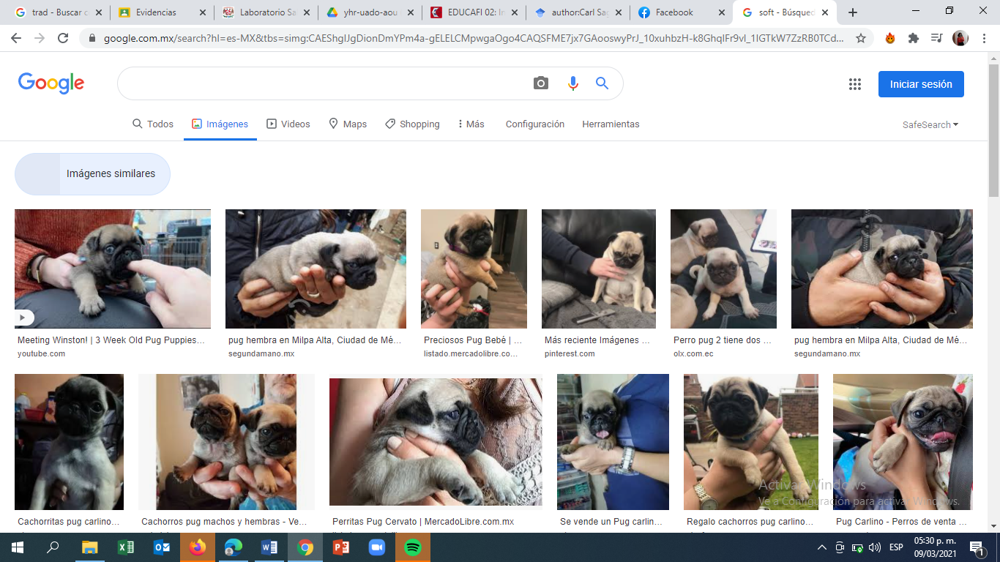 trad - Buscar c
Evidencias
Laboratorio Sa
yhr-uado-aou
EDUCAFI 02: In
author:Carl Sag
Facebook
soft - Búsqued
google.com.mx/search?hl=es-MX&tbs=simg:CAEShgIJgDionDmYPm4a-gELELCMpwgaOgo4CAQSFME7jx7GAooswyPrJ_10xuhbzH-k8GhqIFr9vl_1IGTkW7ZzRB0TCd...
Google
Iniciar sesión
Todos
Imágenes
Videos
Maps
Shopping
Más
Configuración
Herramientas
SafeSearch
Imágenes similares
Meeting Winston! | 3 Week Old Pug Puppies...
youtube.com
pug hembra en Milpa Alta, Ciudad de Mé...
segundamano.mx
Preciosos Pug Bebé | ...
listado.mercadolibre.co...
Más reciente Imágenes ...
pinterest.com
Perro pug 2 tiene dos ...
olx.com.ec
pug hembra en Milpa Alta, Ciudad de Mé...
segundamano.mx
Cachorritas pug carlino...
Cachorros pug machos y hembras - Ve...
Perritas Pug Cervato | MercadoLibre.com.mx
Se vende un Pug carlin...
Regalo cachorros pug carlino...
Pug Carlino - Perros de venta ...
Activar Windows
Ve a Configuración para activar Windows.
ESP
05:30 p. m.
09/03/2021
1